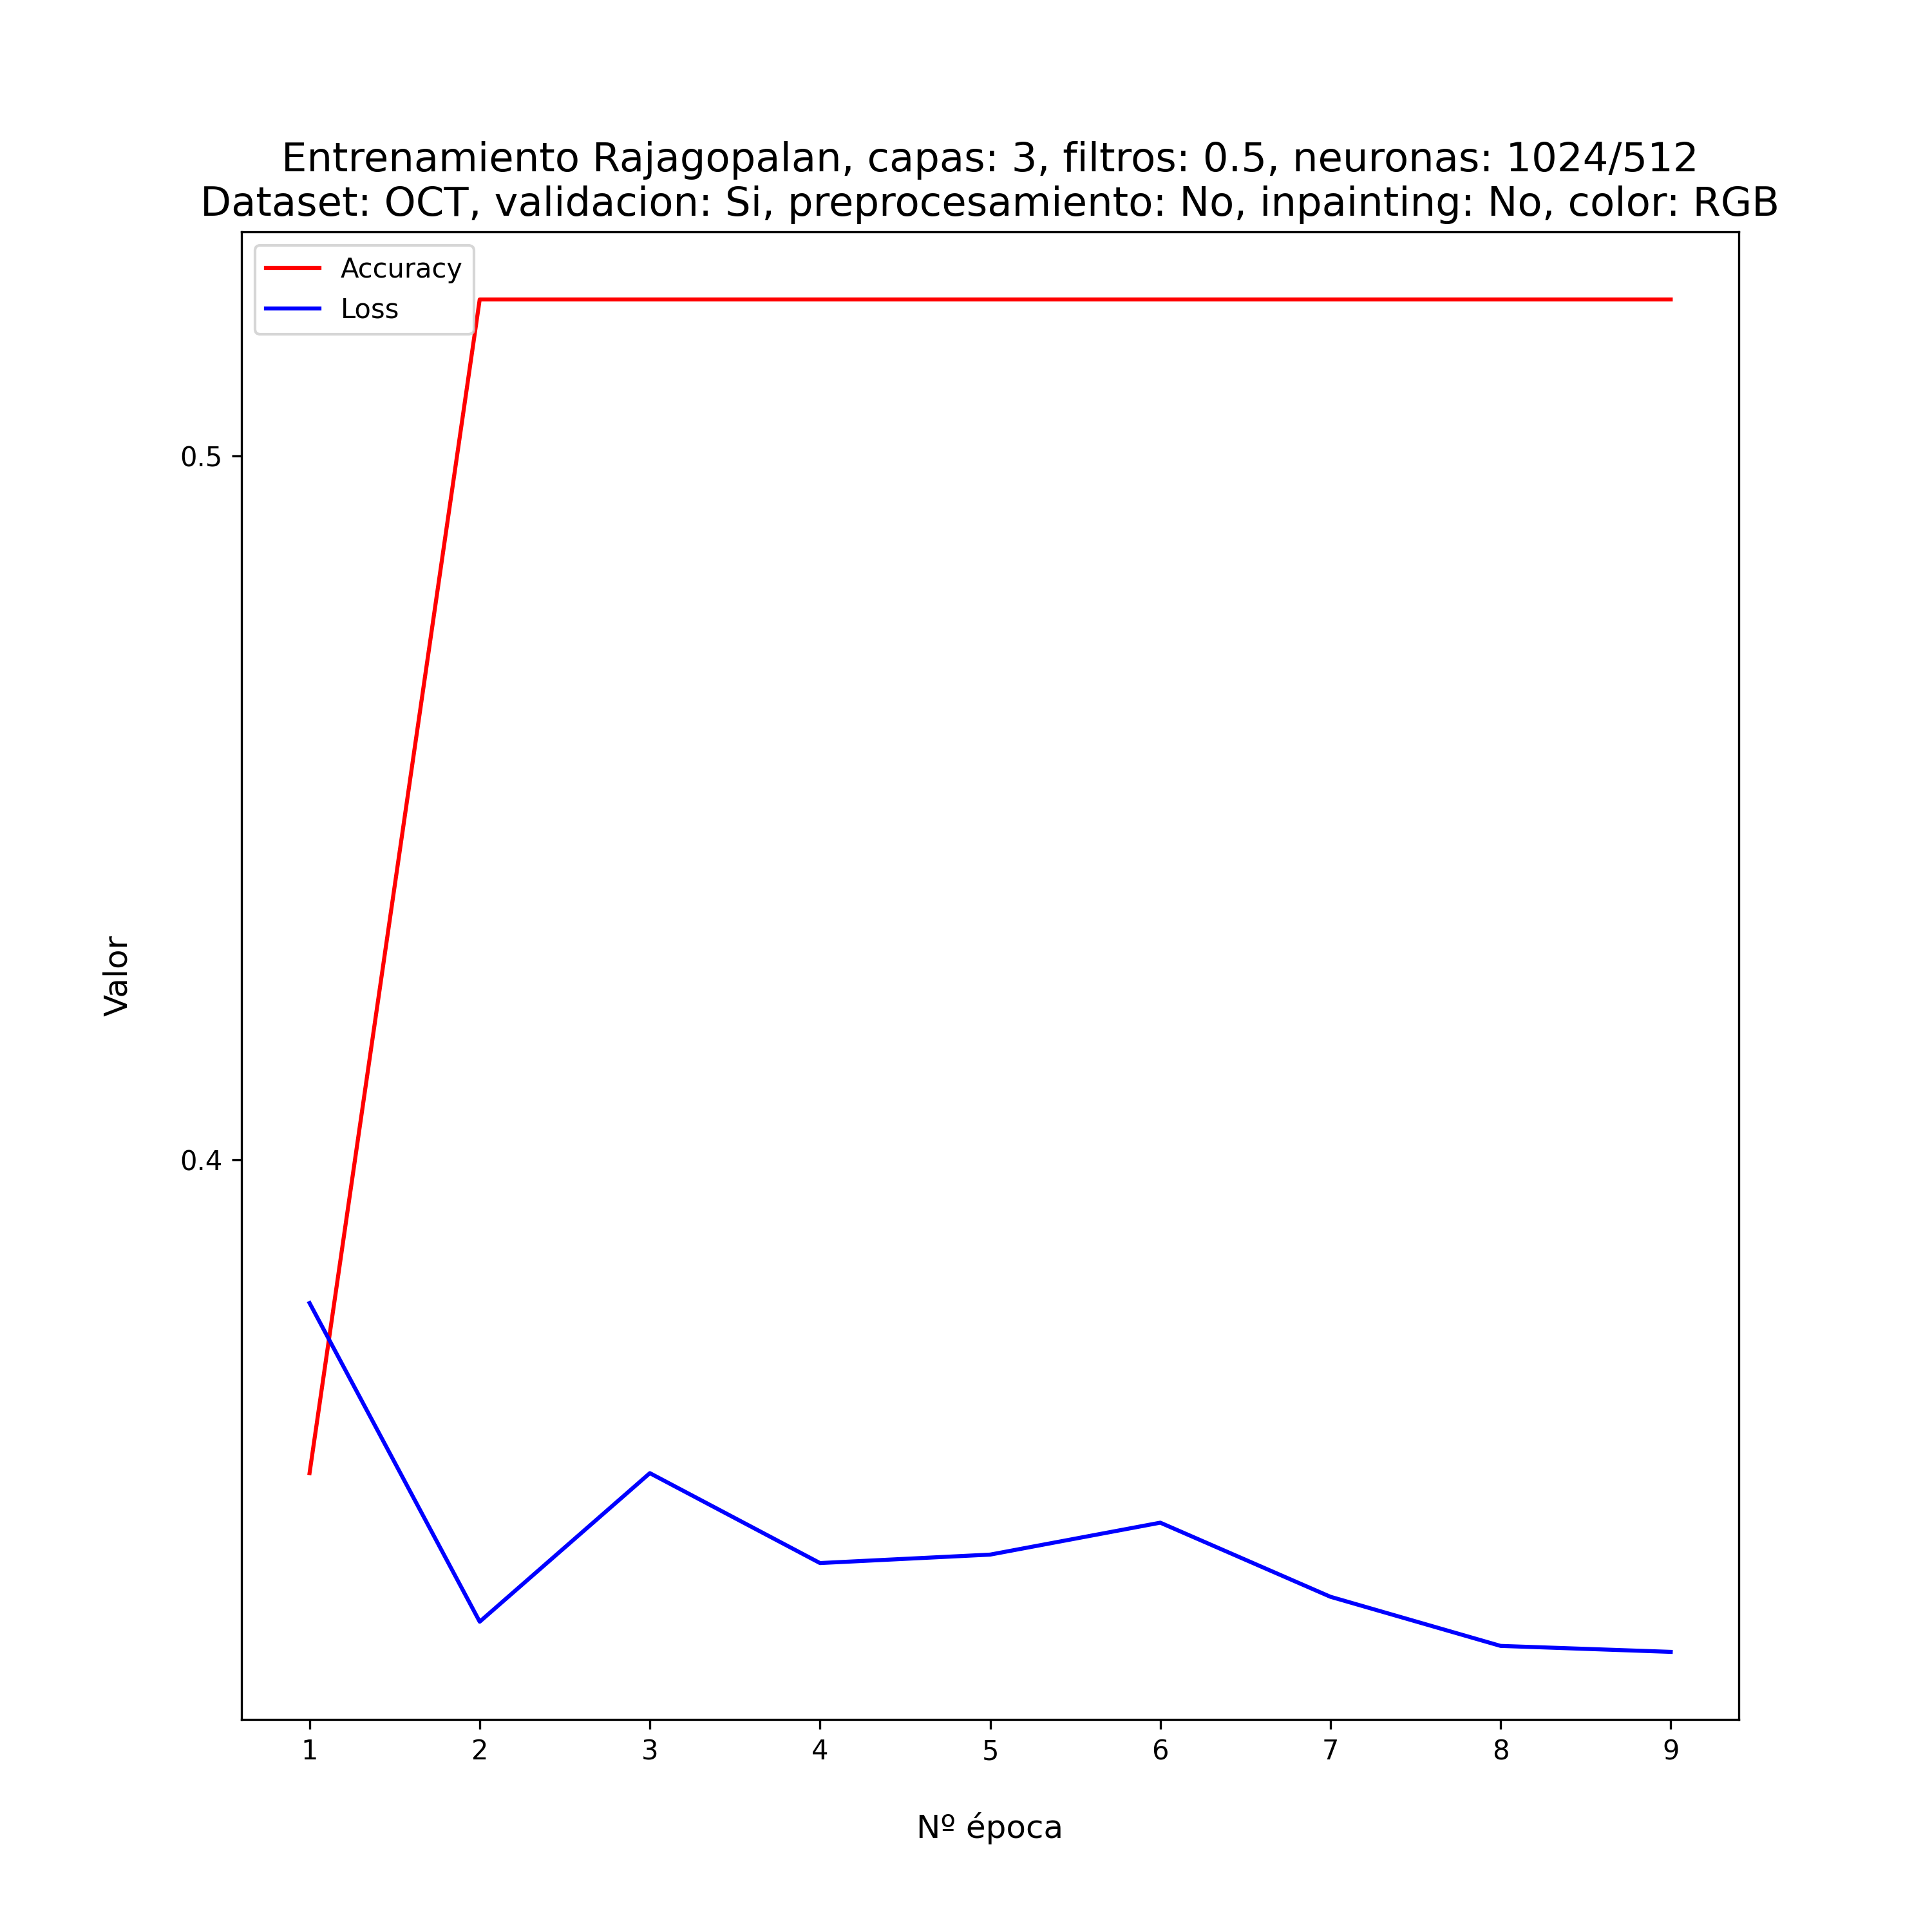 Entrenamiento Rajagopalan, capas: 3, filtros: 0.5, neuronas: 1024/512
Dataset: OCT, validacion: Si, preprocesamiento: No, inpainting: No, color: RGB
Accuracy
Loss
0.5
0.4
Valor
1 2 3 4 5 6 7 8 9
Nº época